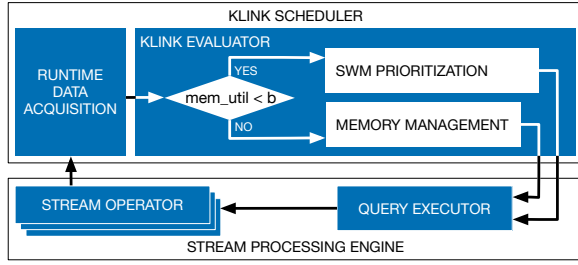 KLINK SCHEDULER
KLINK EVALUATOR
RUNTIME
DATA
ACQUISITION
YES
mem_util < b
NO
SWM PRIORITIZATION
MEMORY MANAGEMENT
STREAM OPERATOR
QUERY EXECUTOR
STREAM PROCESSING ENGINE